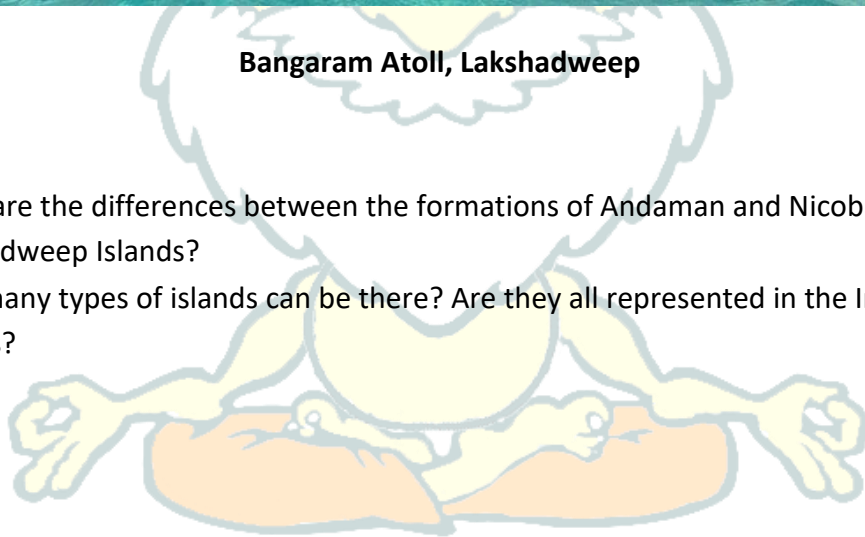 Bangaram Atoll, Lakshadweep
are the differences between the formations of Andaman and Nicob
dweep Islands?
any types of islands can be there? Are they all represented in the I
?